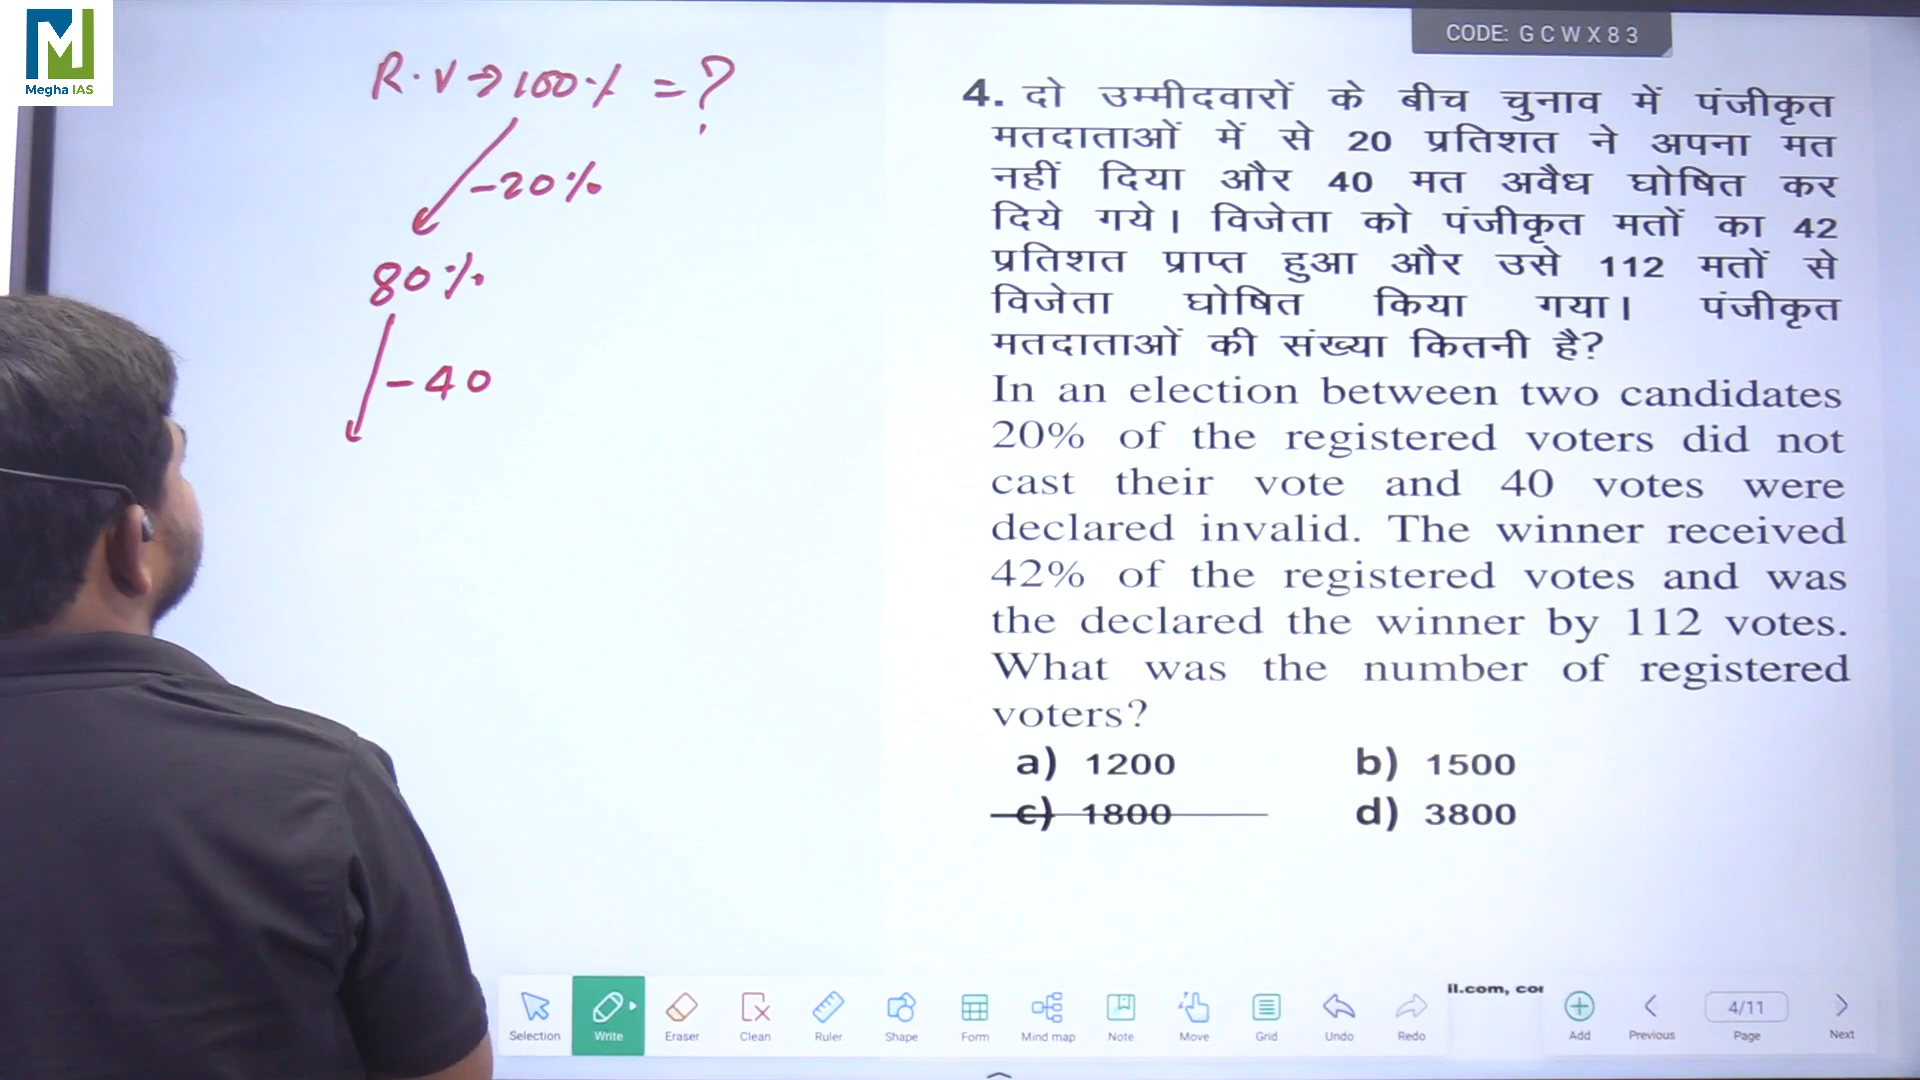 Megha IAS
R.V → 100% = ?
-20%
80%
-40
CODE: GCWX83
4. दो उम्मीदवारों के बीच चुनाव में पंजीकृत
मतदाताओं में से 20 प्रतिशत ने अपना मत
नहीं दिया और 40 मत अवैध घोषित कर
दिये गये। विजेता को पंजीकृत मतों का 42
प्रतिशत प्राप्त हुआ और उसे 112 मतों से
विजेता घोषित किया गया। पंजीकृत
मतदाताओं की संख्या कितनी है?
In an election between two candidates
20% of the registered voters did not
cast their vote and 40 votes were
declared invalid. The winner received
42% of the registered votes and was
the declared the winner by 112 votes.
What was the number of registered
voters?
a) 1200 b) 1500
c) 1800 d) 3800
il.com, cor
Selection Write Eraser Clean Ruler Shape Form Mind map Note Move Grid Undo Redo Add Previous 4/11 Page Next